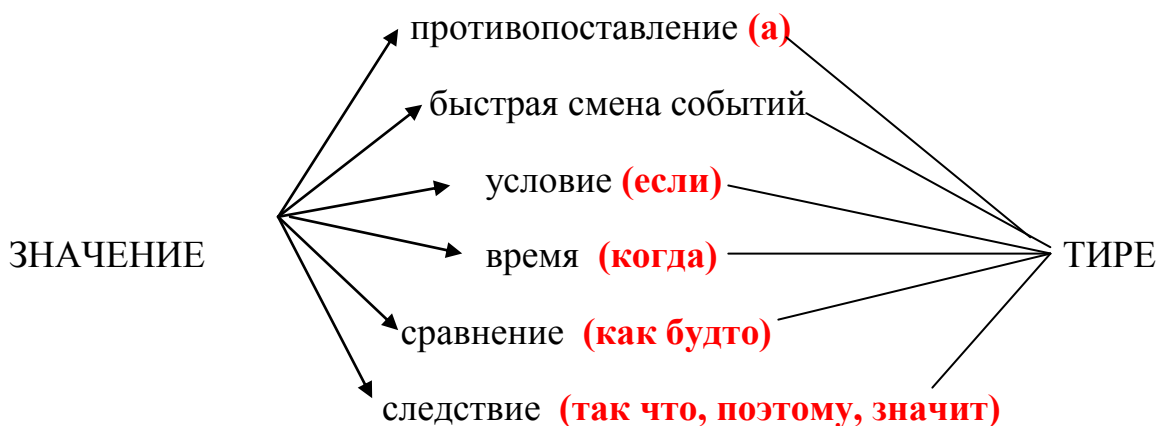 противопоставление (а)
быстрая смена событий
условие (если)
ЗНАЧЕНИЕ
время (когда)
ТИРЕ
сравнение (как будто)
следствие (так что, поэтому, значит)